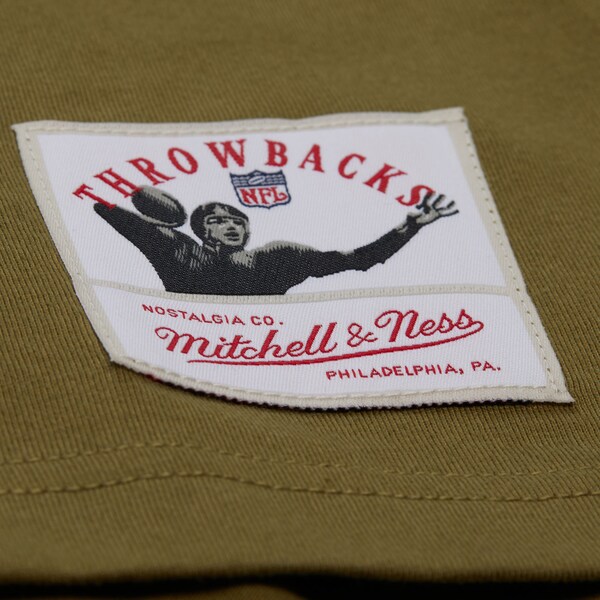 THROWBACKS
NFL
NOSTALGIA CO.
Mitchell & Ness
PHILADELPHIA, PA.